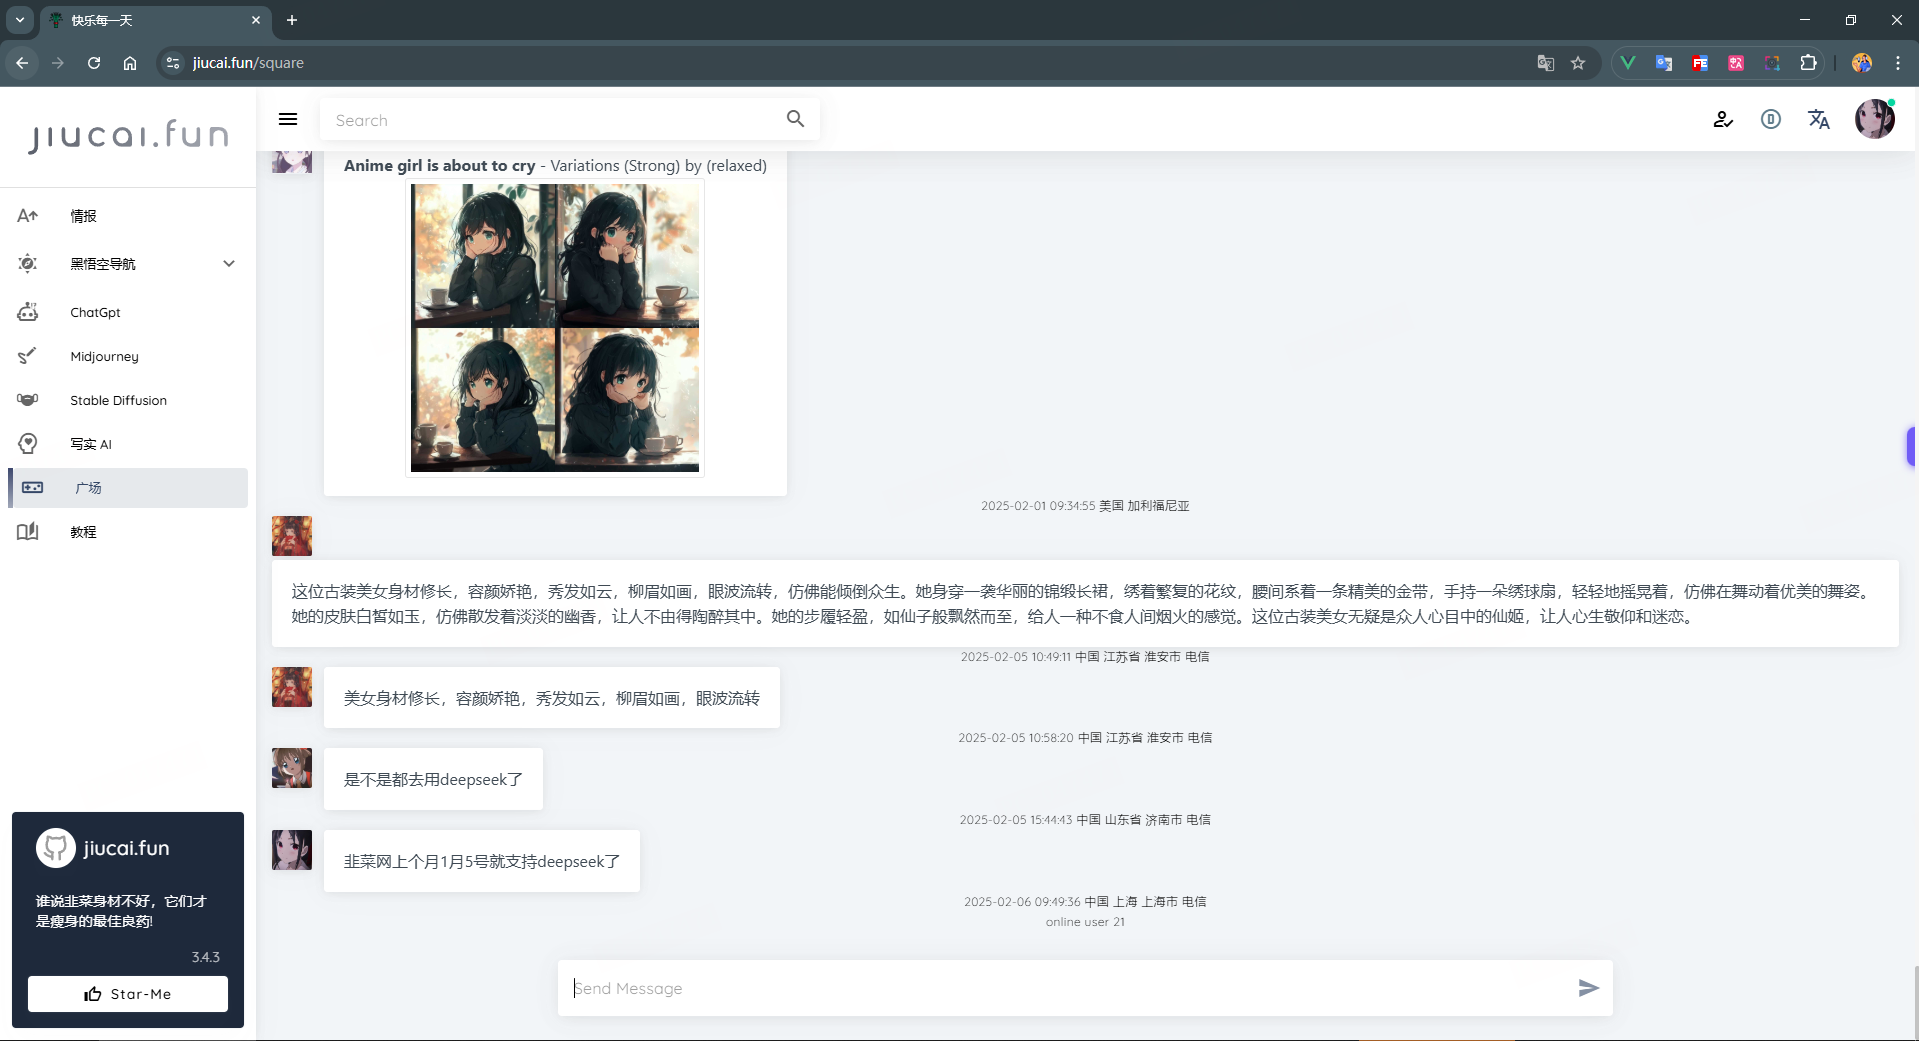 快乐每一天
jiucai.fun/square
jiucai.fun
Search
情报
黑悟空导航
ChatGpt
Midjourney
Stable Diffusion
写实 AI
广场
教程
jiucai.fun
谁说韭菜身材不好，它们才
是瘦身的最佳良药!
3.4.3
Star-Me
Anime girl is about to cry - Variations (Strong) by (relaxed)
2025-02-01 09:34:55 美国 加利福尼亚
这位古装美女身材修长，容颜娇艳，秀发如云，柳眉如画，眼波流转，仿佛能倾倒众生。她身穿一袭华丽的锦缎长裙，绣着繁复的花纹，腰间系着一条精美的金带，手持一朵绣球扇，轻轻地摇晃着，仿佛在舞动着优美的舞姿。
她的皮肤白皙如玉，仿佛散发着淡淡的幽香，让人不由得陶醉其中。她的步履轻盈，如仙子般飘然而至，给人一种不食人间烟火的感觉。这位古装美女无疑是众人心目中的仙姬，让人心生敬仰和迷恋。
2025-02-05 10:49:11 中国 江苏省 淮安市 电信
美女身材修长，容颜娇艳，秀发如云，柳眉如画，眼波流转
2025-02-05 10:58:20 中国 江苏省 淮安市 电信
是不是都去用deepseek了
2025-02-05 15:44:43 中国 山东省 济南市 电信
韭菜网上个月1月5号就支持deepseek了
2025-02-06 09:49:36 中国 上海 上海市 电信
online user 21
Send Message